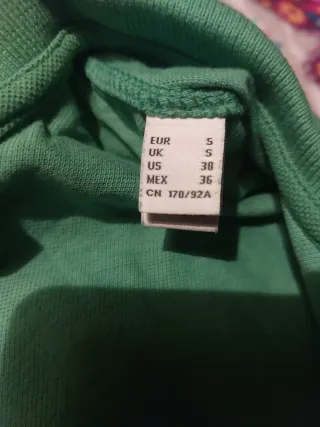 EUR S
UK S
US 38
MEX 36
CN 170/92A